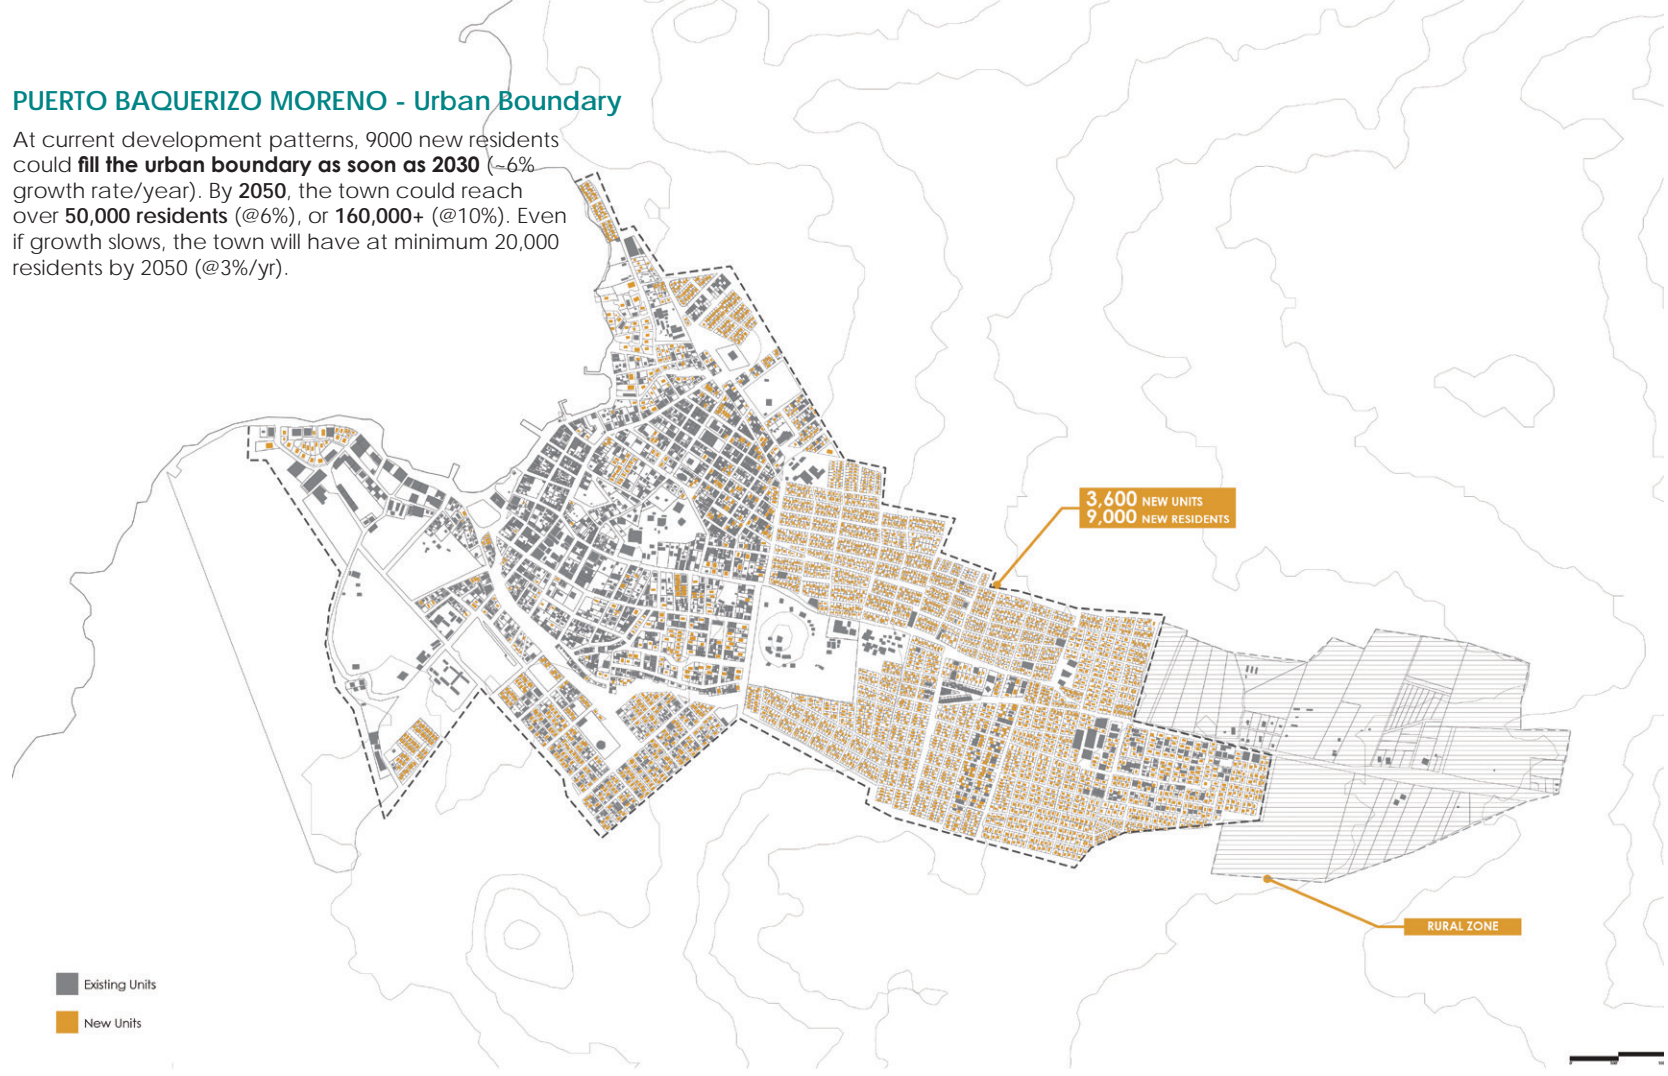 PUERTO BAQUERIZO MORENO - Urban Boundary
At current development patterns, 9000 new residents
could fill the urban boundary as soon as 2030 (~6%
growth rate/year). By 2050, the town could reach
over 50,000 residents (@6%), or 160,000+ (@10%). Even
if growth slows, the town will have at minimum 20,000
residents by 2050 (@3%/yr).
3,600 NEW UNITS
9,000 NEW RESIDENTS
RURAL ZONE
Existing Units
New Units